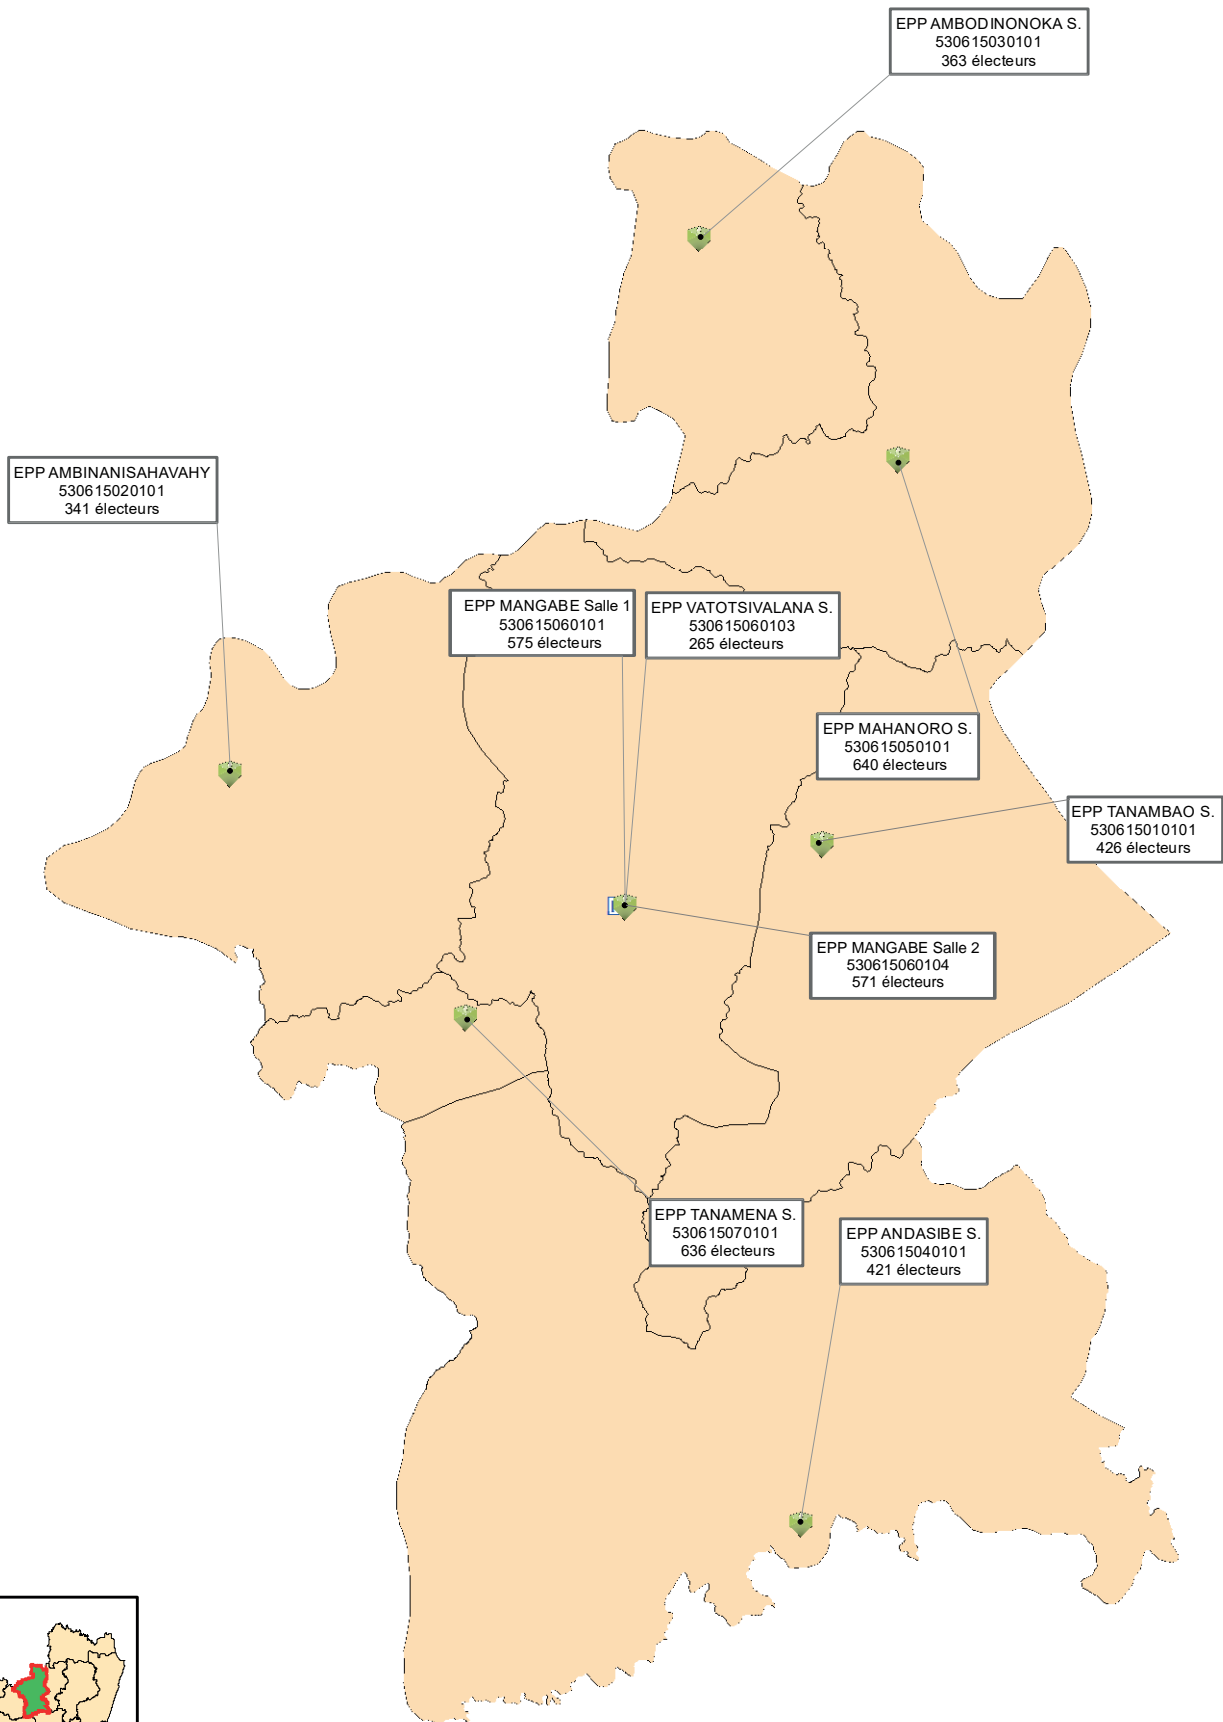 EPP AMBODINONOKA S.
530615030101
363 électeurs
EPP AMBINANISAHAVAHY
530615020101
341 électeurs
EPP MANGABE Salle 1
530615060101
575 électeurs
EPP VATOTSIVALANA S.
530615060103
265 électeurs
EPP MAHANORO S.
530615050101
640 électeurs
EPP TANAMBAO S.
530615010101
426 électeurs
EPP MANGABE Salle 2
530615060104
571 électeurs
EPP TANAMENA S.
530615070101
636 électeurs
EPP ANDASIBE S.
530615040101
421 électeurs